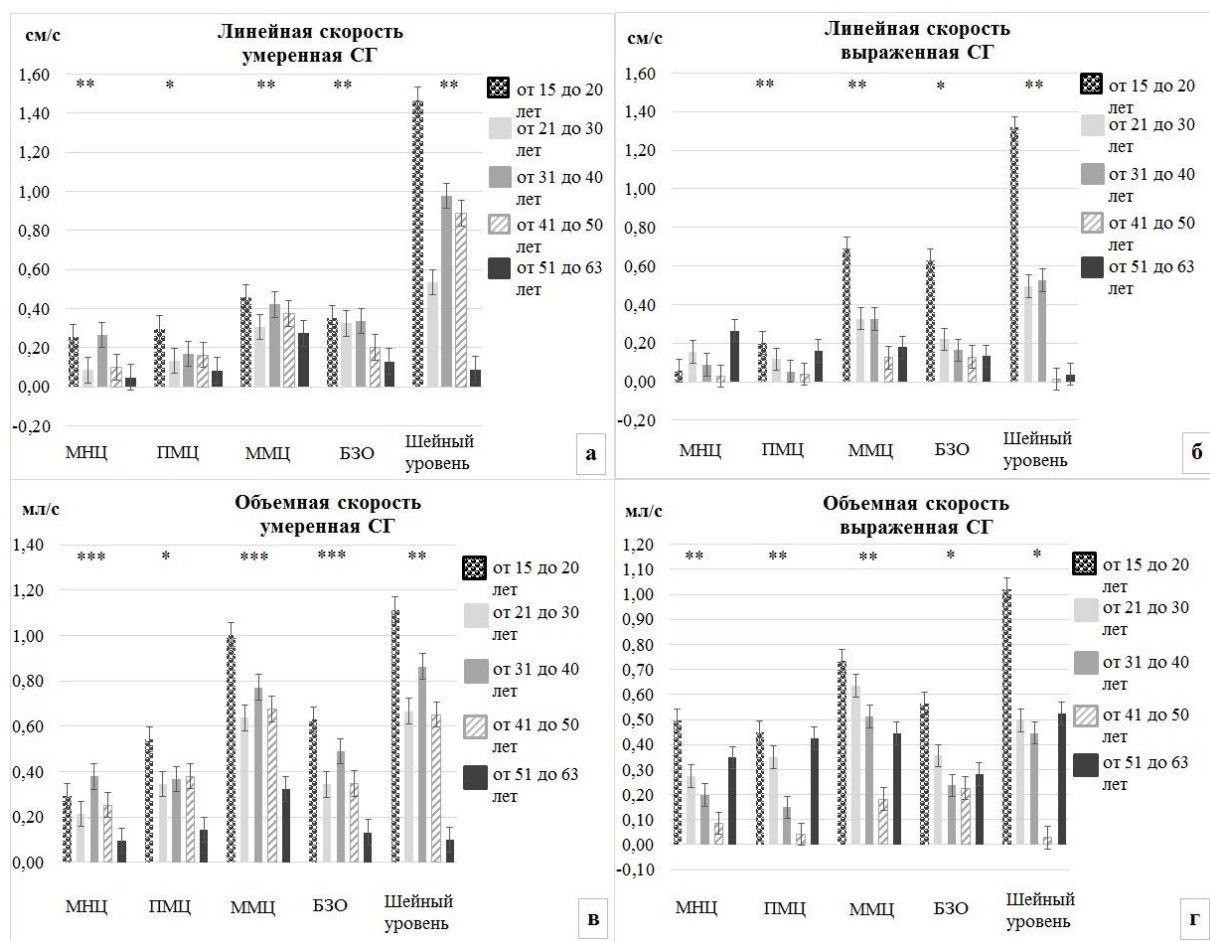 см/с
Линейная скорость
умеренная СГ
1,60
1,40
1,20
1,00
0,80
0,60
0,40
0,20
0,00
-0,20
** * ** ** **
от 15 до 20
лет
от 21 до 30
лет
от 31 до 40
лет
от 41 до 50
лет
от 51 до 63
лет
МНЦ ПМЦ ММЦ БЗО Шейный
уровень
а
см/с
Линейная скорость
выраженная СГ
1,60
1,40
1,20
1,00
0,80
0,60
0,40
0,20
0,00
-0,20
** ** * **
от 15 до 20
лет
от 21 до 30
лет
от 31 до 40
лет
от 41 до 50
лет
от 51 до 63
лет
МНЦ ПМЦ ММЦ БЗО Шейный
уровень
б
мл/с
Объемная скорость
умеренная СГ
1,40
1,20
1,00
0,80
0,60
0,40
0,20
0,00
*** * *** *** **
от 15 до 20
лет
от 21 до 30
лет
от 31 до 40
лет
от 41 до 50
лет
от 51 до 63
лет
МНЦ ПМЦ ММЦ БЗО Шейный
уровень
в
мл/с
Объемная скорость
выраженная СГ
1,20
1,10
1,00
0,90
0,80
0,70
0,60
0,50
0,40
0,30
0,20
0,10
0,00
-0,10
** ** ** * *
от 15 до 20
лет
от 21 до 30
лет
от 31 до 40
лет
от 41 до 50
лет
от 51 до 63
лет
МНЦ ПМЦ ММЦ БЗО Шейный
уровень
г